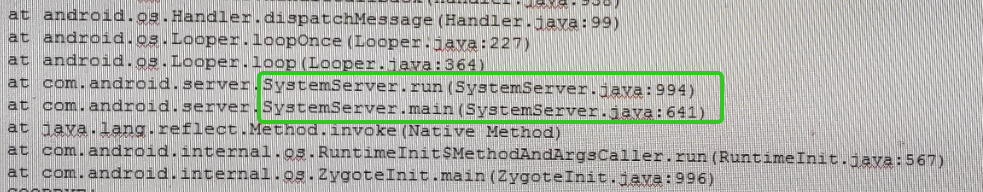 at android.os.Handler.dispatchMessage(Handler.java:99)
at android.os.Looper.loopOnce(Looper.java:227)
at android.os.Looper.loop(Looper.java:364)
at com.android.server.SystemServer.run(SystemServer.java:994)
at com.android.server.SystemServer.main(SystemServer.java:641)
at java.lang.reflect.Method.invoke(Native Method)
at com.android.internal.os.RuntimeInit$MethodAndArgsCaller.run(RuntimeInit.java:567)
at com.android.internal.os.ZygoteInit.main(ZygoteInit.java:996)